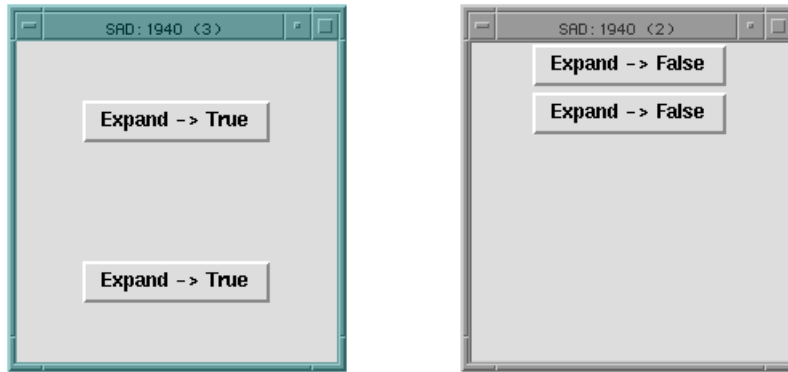 SAD:1940 (3)
Expand -> True
Expand -> True
SAD:1940 (2)
Expand -> False
Expand -> False